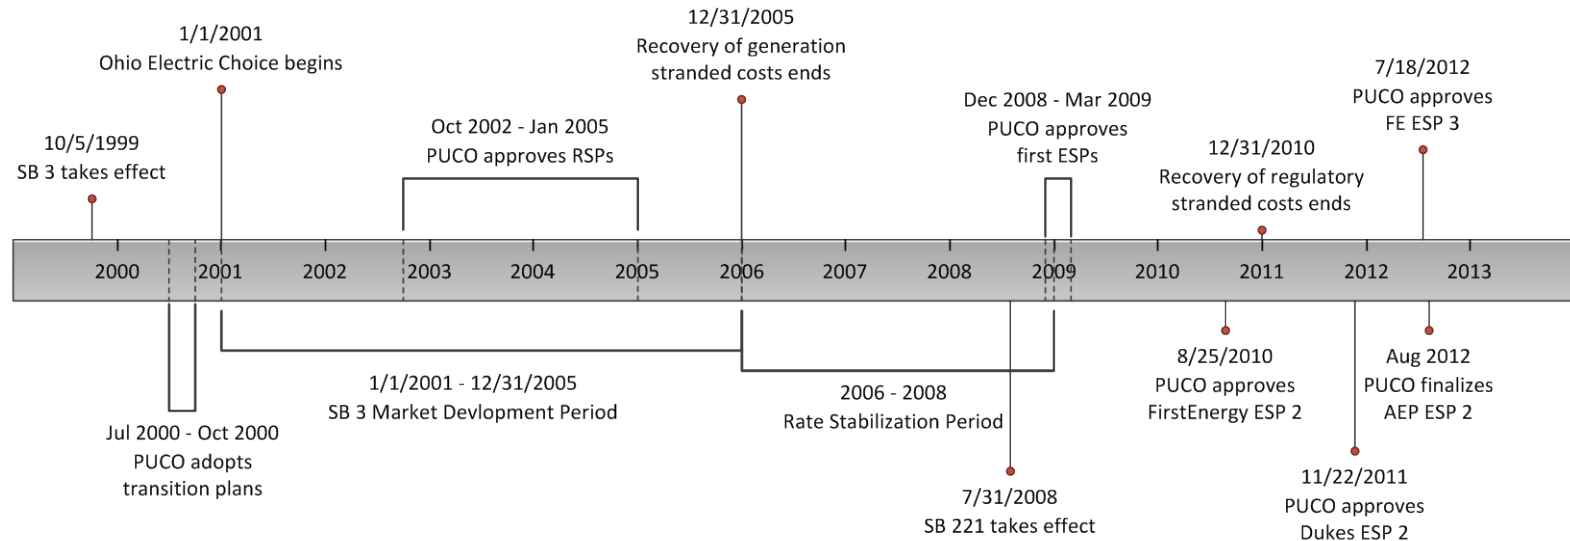 12/31/2005
Recovery of generation
stranded costs ends
1/1/2001
Ohio Electric Choice begins
7/18/2012
PUCO approves
FE ESP 3
Dec 2008 - Mar 2009
PUCO approves
first ESPs
Oct 2002 - Jan 2005
PUCO approves RSPs
10/5/1999
SB 3 takes effect
12/31/2010
Recovery of regulatory
stranded costs ends
2000 2001 2002 2003 2004 2005 2006 2007 2008 2009 2010 2011 2012 2013
1/1/2001 - 12/31/2005
SB 3 Market Devlopment Period
2006 - 2008
Rate Stabilization Period
8/25/2010
PUCO approves
FirstEnergy ESP 2
Aug 2012
PUCO finalizes
AEP ESP 2
Jul 2000 - Oct 2000
PUCO adopts
transition plans
7/31/2008
SB 221 takes effect
11/22/2011
PUCO approves
Dukes ESP 2